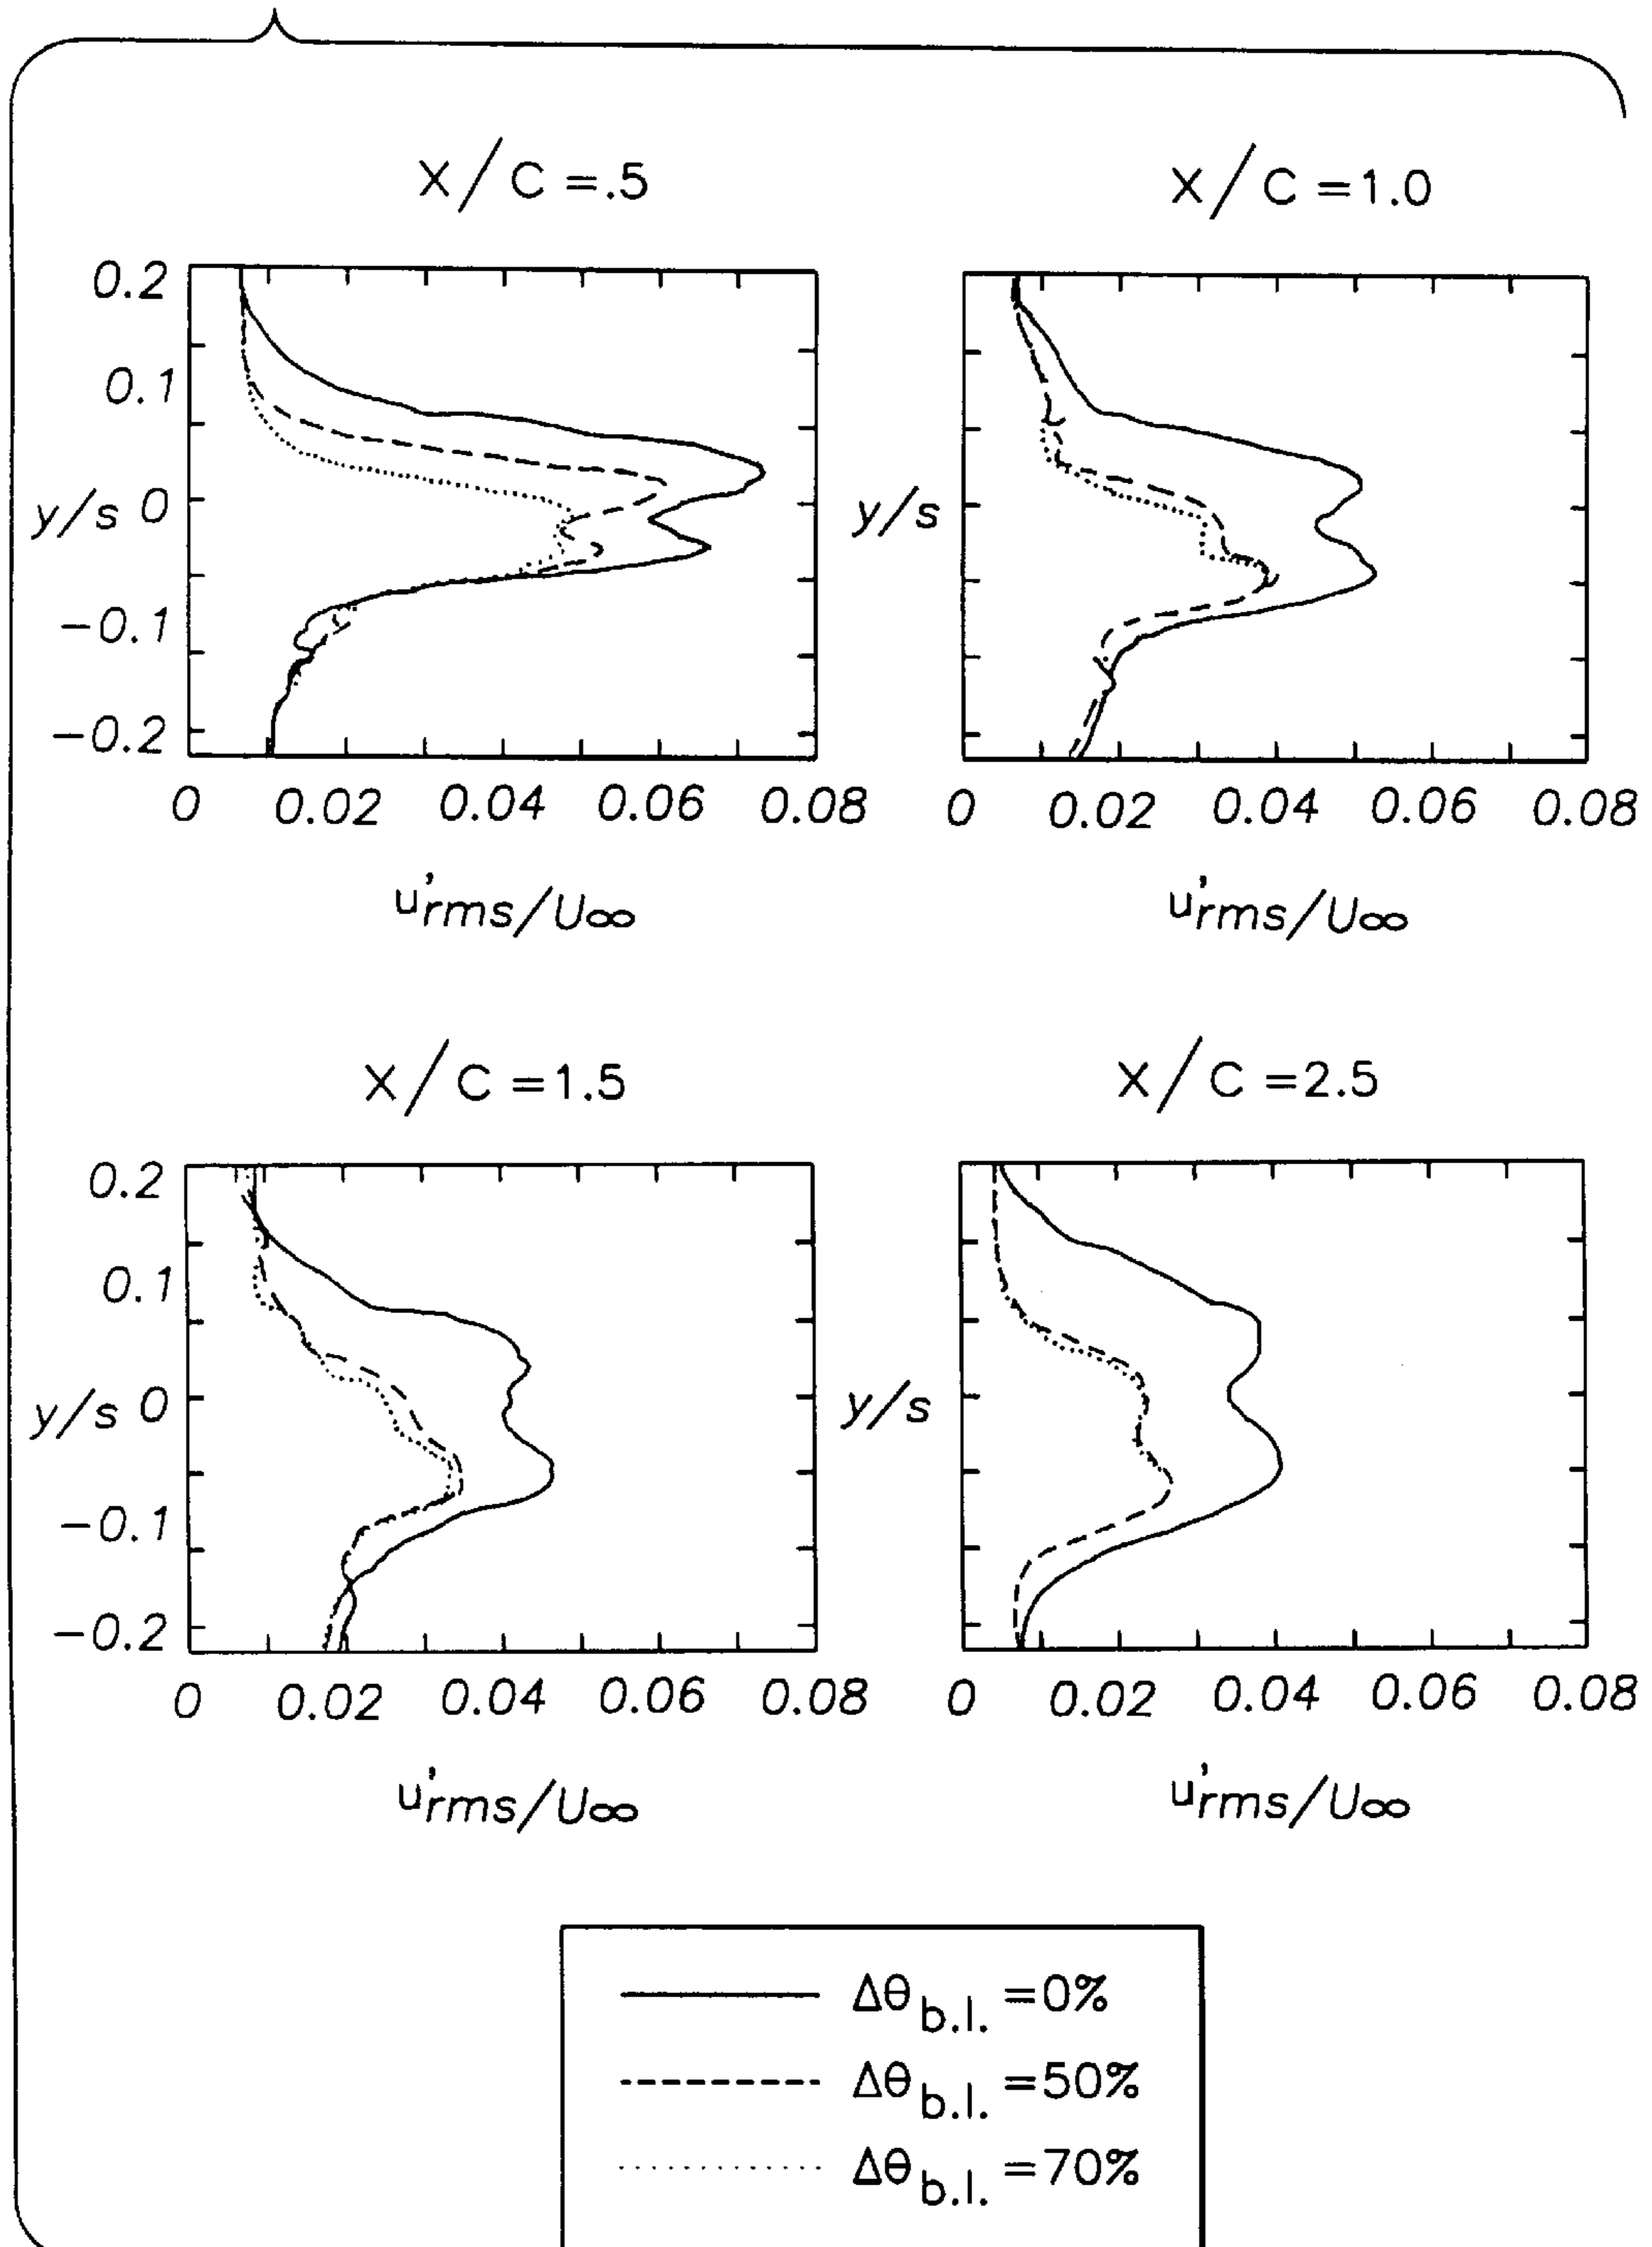 X/C =.5
X/C =1.0
0.2
0.1
y/s 0
-0.1
-0.2
0 0.02 0.04 0.06 0.08
u'rms/U∞
y/s
0 0.02 0.04 0.06 0.08
u'rms/U∞
X/C =1.5
X/C =2.5
0.2
0.1
y/s 0
-0.1
-0.2
0 0.02 0.04 0.06 0.08
u'rms/U∞
y/s
0 0.02 0.04 0.06 0.08
u'rms/U∞
Δθb.l. =0%
Δθb.l. =50%
Δθb.l. =70%